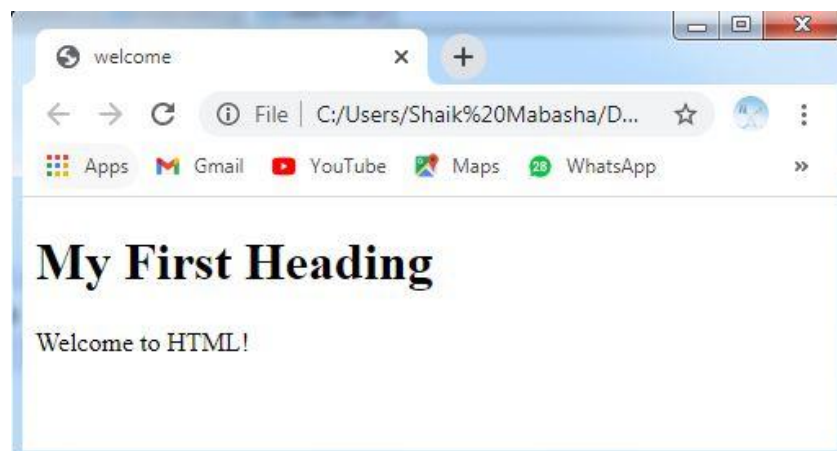 welcome
File | C:/Users/Shaik%20Mabasha/D...
Apps Gmail YouTube Maps 28 WhatsApp
My First Heading
Welcome to HTML!